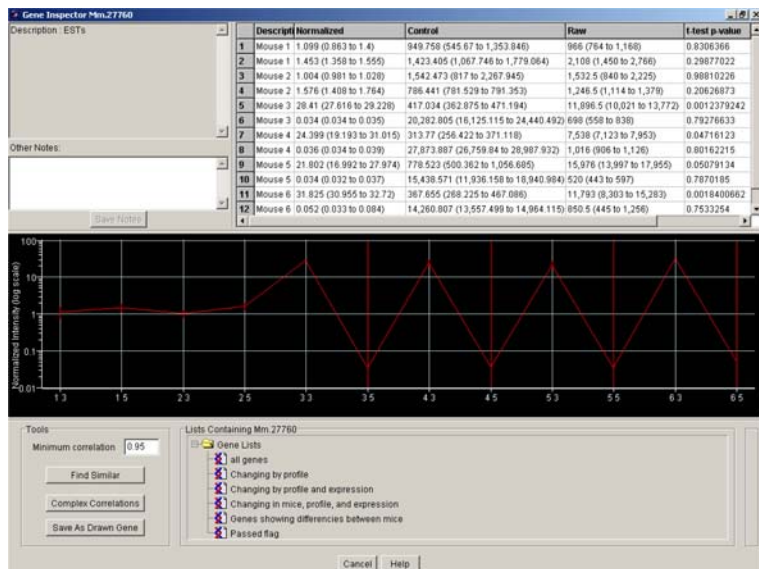 Gene Inspector Mm.27760
Description : ESTs
Other Notes:
Save Notes
Descripti Normalized Control Raw t-test p-value
1 Mouse 1 1.099 (0.863 to 1.4) 949.758 (545.67 to 1,353.846) 966 (764 to 1,168) 0.8306366
2 Mouse 1 1.453 (1.358 to 1.555) 1,423.405 (1,067.746 to 1,779.064) 2,108 (1,450 to 2,766) 0.29877022
3 Mouse 2 1.004 (0.981 to 1.028) 1,542.473 (817 to 2,267.945) 1,532.5 (840 to 2,225) 0.98810226
4 Mouse 2 1.576 (1.408 to 1.764) 786.441 (781.529 to 791.353) 1,246.5 (1,114 to 1,379) 0.20626873
5 Mouse 3 28.41 (27.616 to 29.228) 417.034 (362.875 to 471.194) 11,896.5 (10,021 to 13,772) 0.0012379242
6 Mouse 3 0.034 (0.034 to 0.035) 20,282.805 (16,125.115 to 24,440.492) 698 (558 to 838) 0.79276633
7 Mouse 4 24.399 (19.193 to 31.015) 313.77 (256.422 to 371.118) 7,538 (7,123 to 7,953) 0.04716123
8 Mouse 4 0.036 (0.034 to 0.039) 27,873.887 (26,759.84 to 28,987.932) 1,016 (906 to 1,126) 0.80162215
9 Mouse 5 21.802 (16.992 to 27.974) 778.523 (500.362 to 1,056.685) 15,976 (13,997 to 17,955) 0.05079134
10 Mouse 5 0.034 (0.032 to 0.037) 15,438.571 (11,936.158 to 18,940.984) 520 (443 to 597) 0.7870185
11 Mouse 6 31.825 (30.955 to 32.72) 367.655 (268.225 to 467.086) 11,793 (8,303 to 15,283) 0.0018400662
12 Mouse 6 0.052 (0.033 to 0.084) 14,260.807 (13,557.499 to 14,964.115) 850.5 (445 to 1,256) 0.7533254
Normalized Intensity (log scale)
100
10
1
0.1
0.01
1 3 1 5 2 3 2 5 3 3 3 5 4 3 4 5 5 3 5 5 6 3 6 5
Tools
Minimum correlation 0.95
Find Similar
Complex Correlations
Save As Drawn Gene
Lists Containing Mm.27760
Gene Lists
all genes
Changing by profile
Changing by profile and expression
Changing in mice, profile, and expression
Genes showing differencies between mice
Passed flag
Cancel Help